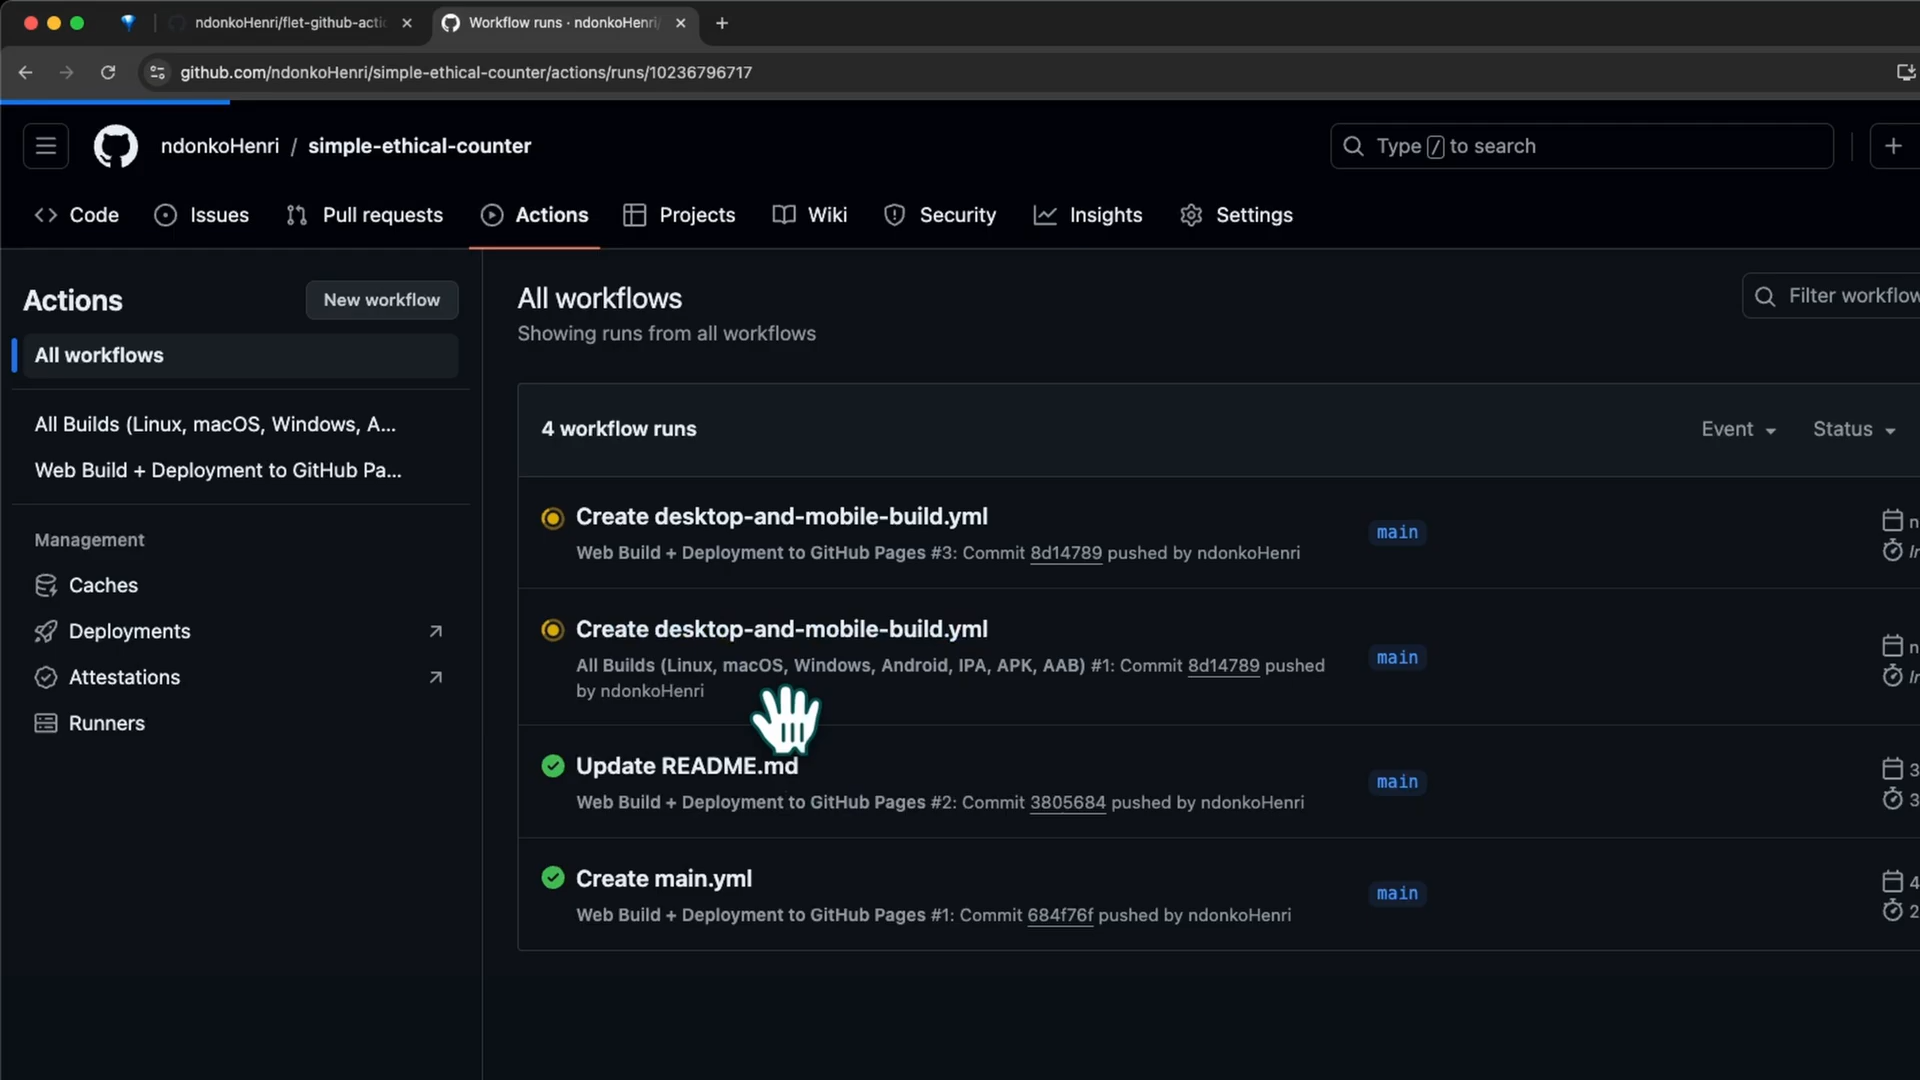 ndonkoHenri/flet-github-actio
Workflow runs · ndonkoHenri/
github.com/ndonkoHenri/simple-ethical-counter/actions/runs/10236796717
ndonkoHenri / simple-ethical-counter
Type / to search
Code
Issues
Pull requests
Actions
Projects
Wiki
Security
Insights
Settings
Actions
New workflow
All workflows
All Builds (Linux, macOS, Windows, A...
Web Build + Deployment to GitHub Pa...
Management
Caches
Deployments
Attestations
Runners
All workflows
Showing runs from all workflows
Filter workflow
4 workflow runs
Event
Status
Create desktop-and-mobile-build.yml
Web Build + Deployment to GitHub Pages #3: Commit 8d14789 pushed by ndonkoHenri
main
n
In
Create desktop-and-mobile-build.yml
All Builds (Linux, macOS, Windows, Android, IPA, APK, AAB) #1: Commit 8d14789 pushed
by ndonkoHenri
main
n
In
Update README.md
Web Build + Deployment to GitHub Pages #2: Commit 3805684 pushed by ndonkoHenri
main
3
3
Create main.yml
Web Build + Deployment to GitHub Pages #1: Commit 684f76f pushed by ndonkoHenri
main
4
2